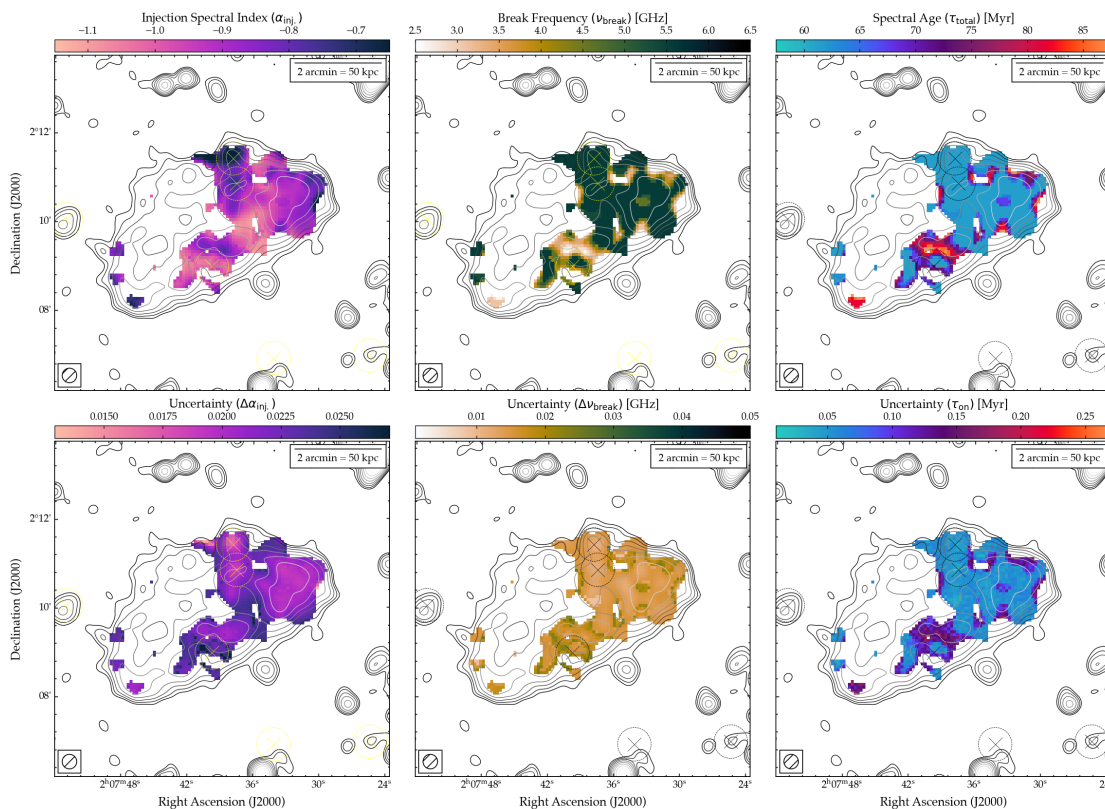 Injection Spectral Index (α_inj.)
−1.1 −1.0 −0.9 −0.8 −0.7
Break Frequency (ν_break) [GHz]
2.5 3.0 3.5 4.0 4.5 5.0 5.5 6.0 6.5
Spectral Age (τ_total) [Myr]
60 65 70 75 80 85
2 arcmin = 50 kpc
2 arcmin = 50 kpc
2 arcmin = 50 kpc
Declination (J2000)
2°12'
10'
08'
Uncertainty (Δα_inj.)
0.0150 0.0175 0.0200 0.0225 0.0250
Uncertainty (Δν_break) [GHz]
0.01 0.02 0.03 0.04 0.05
Uncertainty (τ_on) [Myr]
0.05 0.10 0.15 0.20 0.25
2 arcmin = 50 kpc
2 arcmin = 50 kpc
2 arcmin = 50 kpc
Declination (J2000)
2°12'
10'
08'
2h07m48s 42s 36s 30s 24s
2h07m48s 42s 36s 30s 24s
2h07m48s 42s 36s 30s
Right Ascension (J2000)
Right Ascension (J2000)
Right Ascension (J2000)